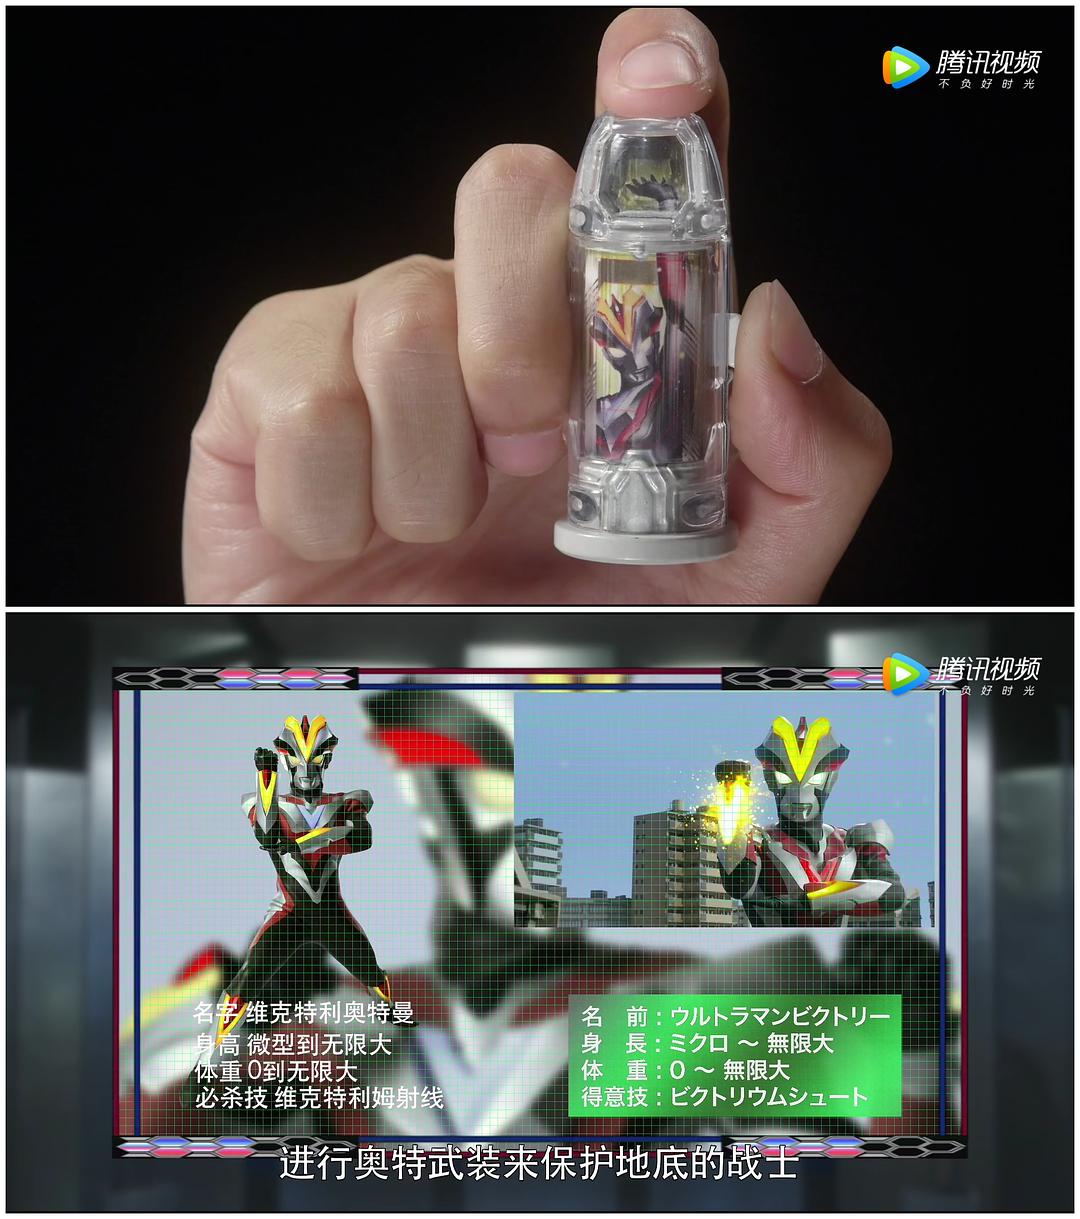 腾讯视频
不负好时光
腾讯视频
不负好时光
名字 维克特利奥特曼
身高 微型到无限大
体重 0到无限大
必杀技 维克特利姆射线
名　前：ウルトラマンビクトリー
身　長：ミクロ ～ 無限大
体　重：0 ～ 無限大
得意技：ビクトリウムシュート
进行奥特武装来保护地底的战士